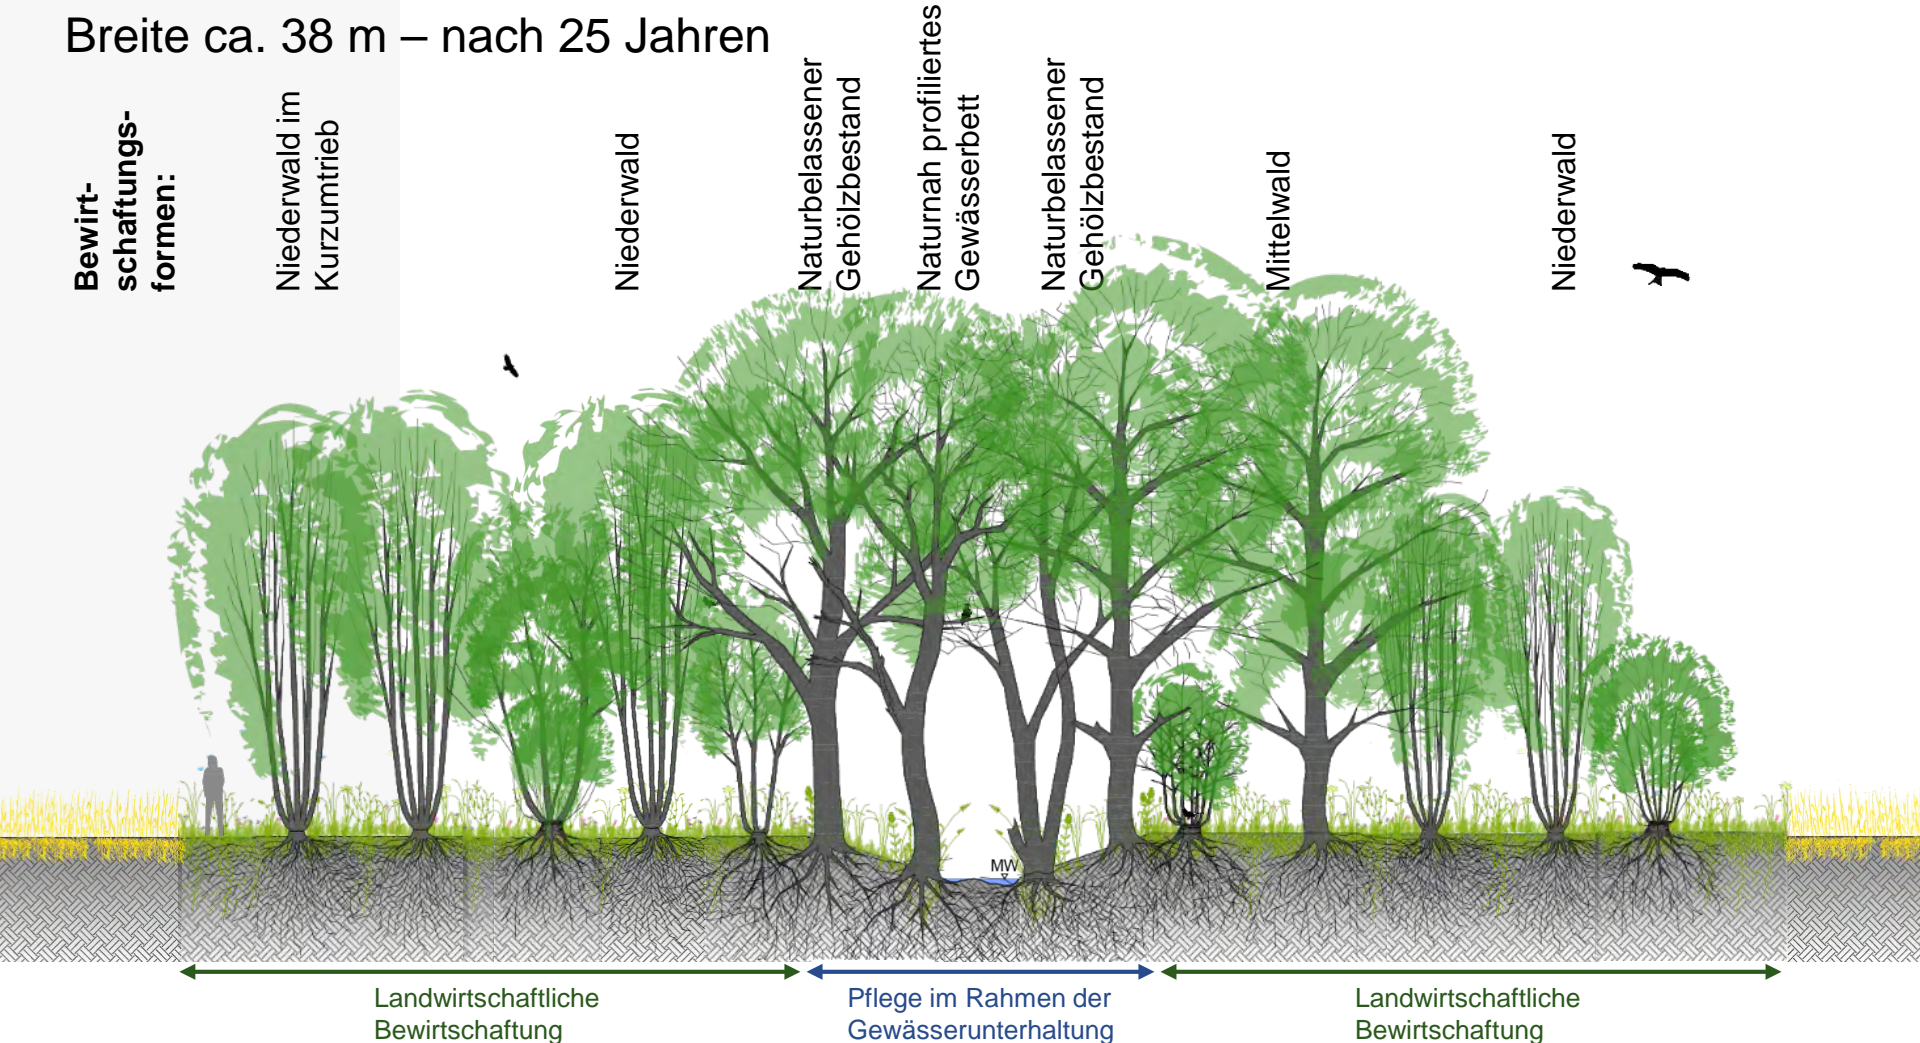 Breite ca. 38 m – nach 25 Jahren
Bewirt-
schaftungs-
formen:
Niederwald im
Kurzumtrieb
Niederwald
Naturbelassener
Gehölzbestand
Naturnah profiliertes
Gewässerbett
Naturbelassener
Gehölzbestand
Mittelwald
Niederwald
MW
Landwirtschaftliche
Bewirtschaftung
Pflege im Rahmen der
Gewässerunterhaltung
Landwirtschaftliche
Bewirtschaftung